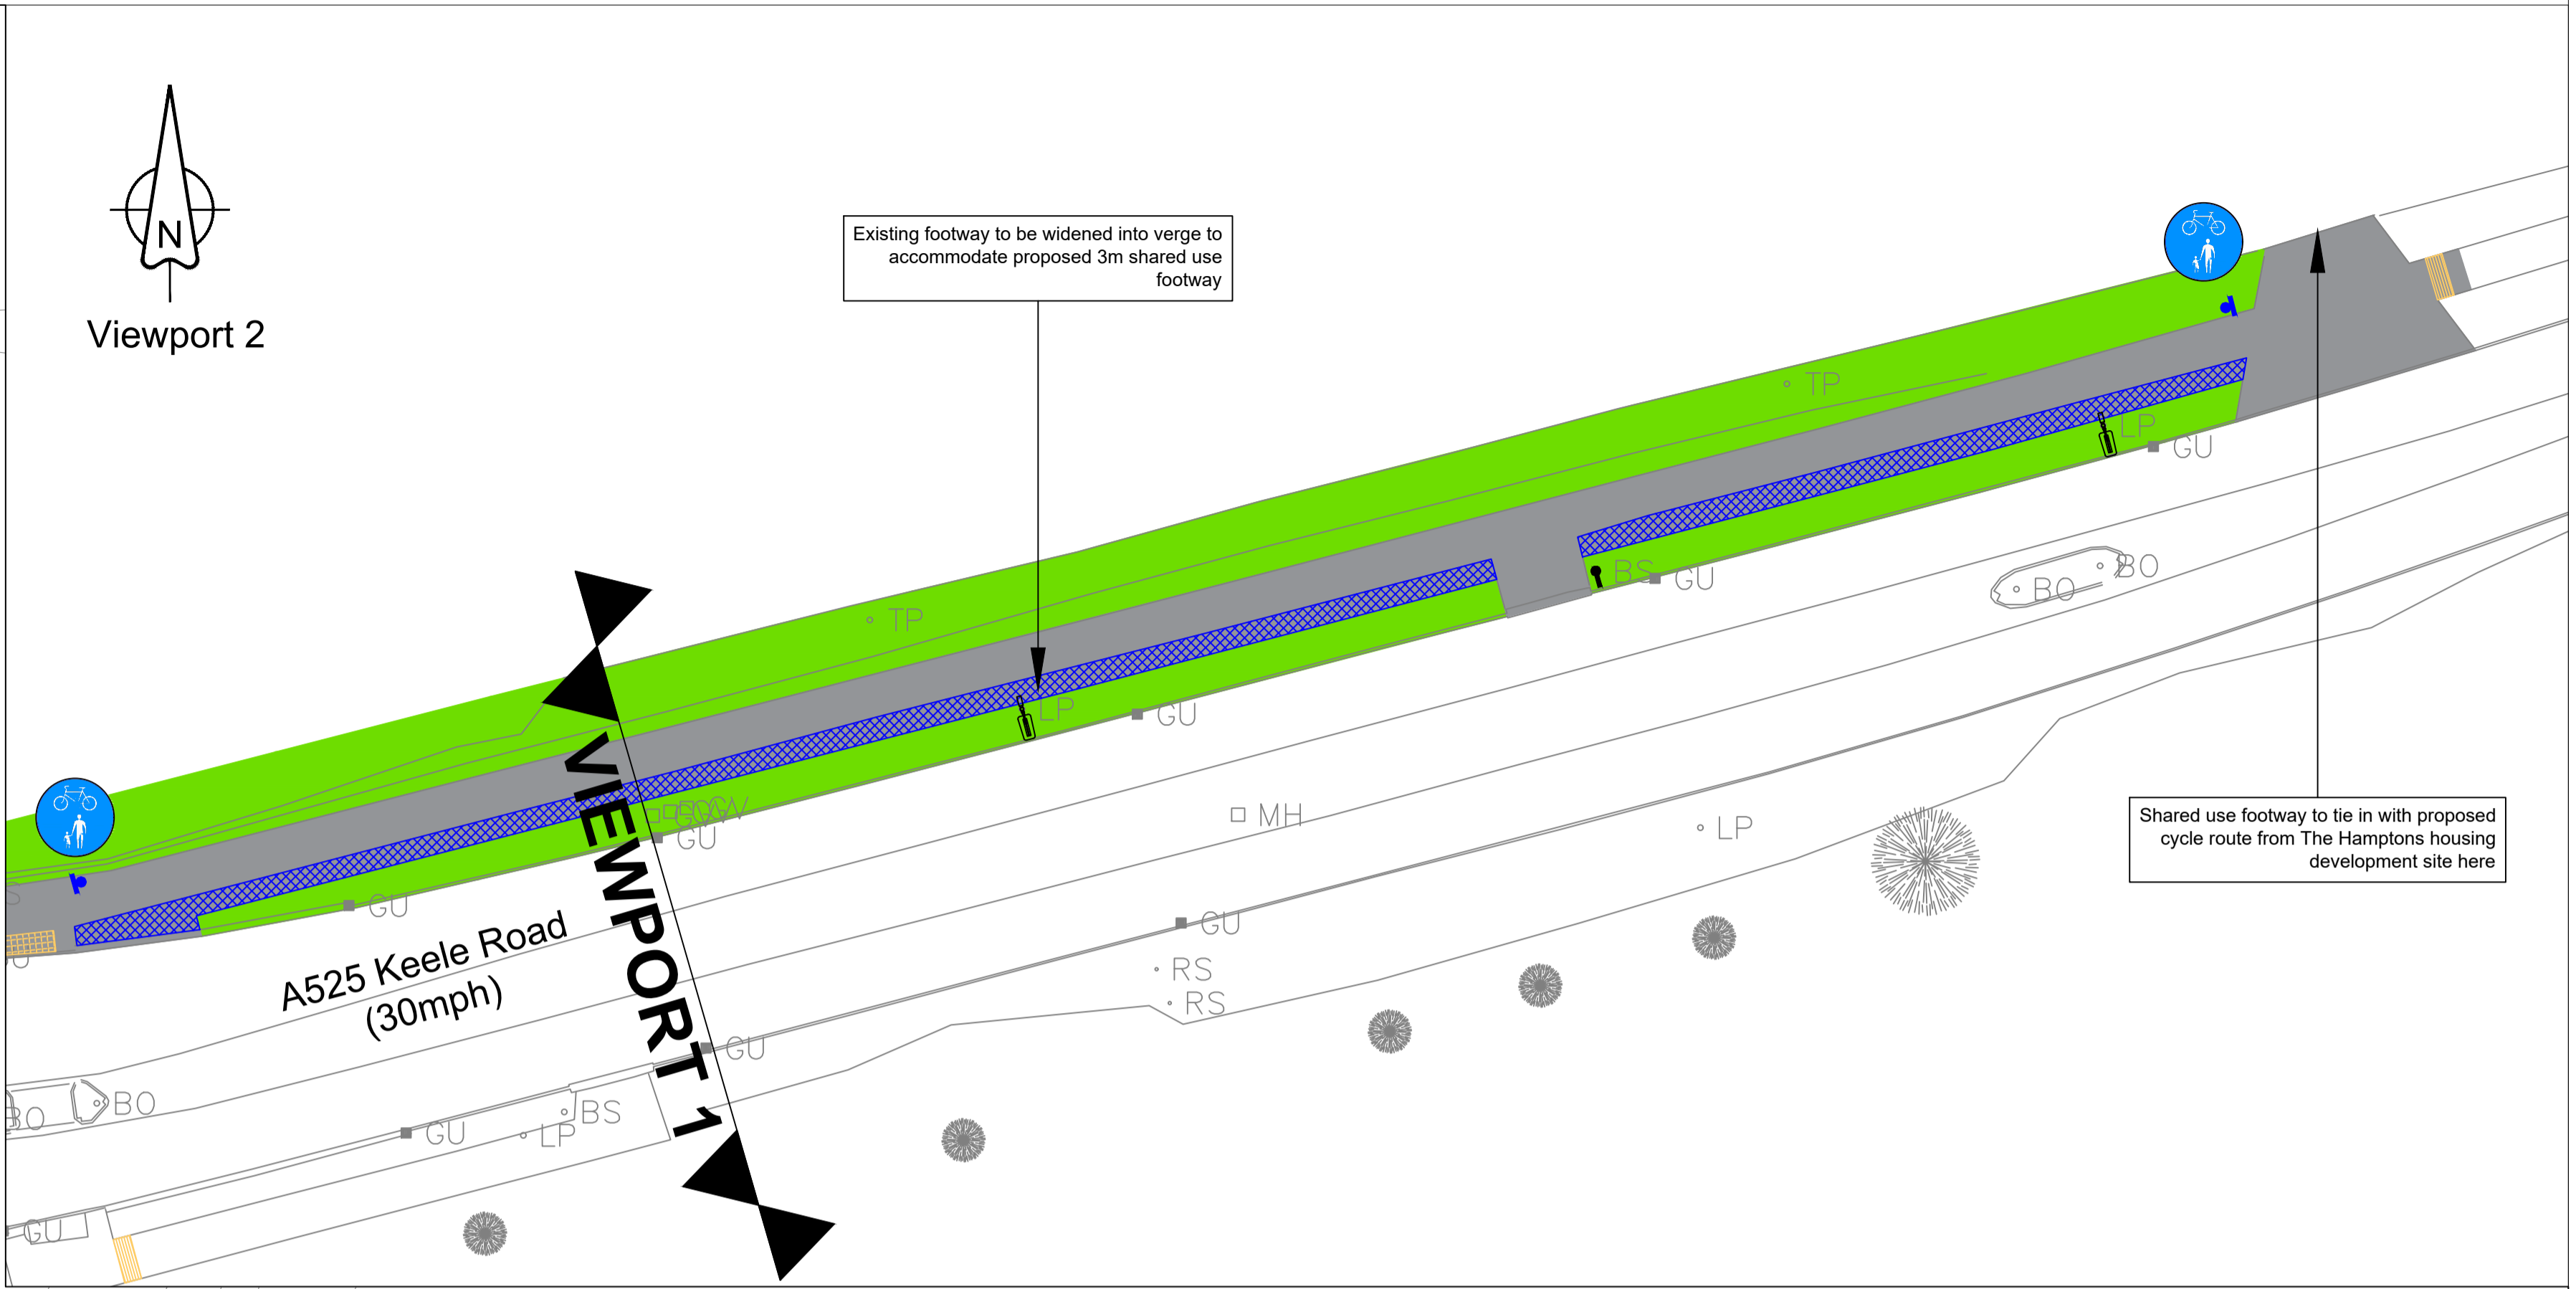 N
Viewport 2
Existing footway to be widened into verge to
accommodate proposed 3m shared use
footway
TP
TP
LP
GU
BS
GU
BO
BO
LP
GU
GU
GU
VIEWPORT 1
A525 Keele Road
(30mph)
MH
LP
Shared use footway to tie in with proposed
cycle route from The Hamptons housing
development site here
GU
RS
RS
GU
BO
BO
BS
GU
LP
GU